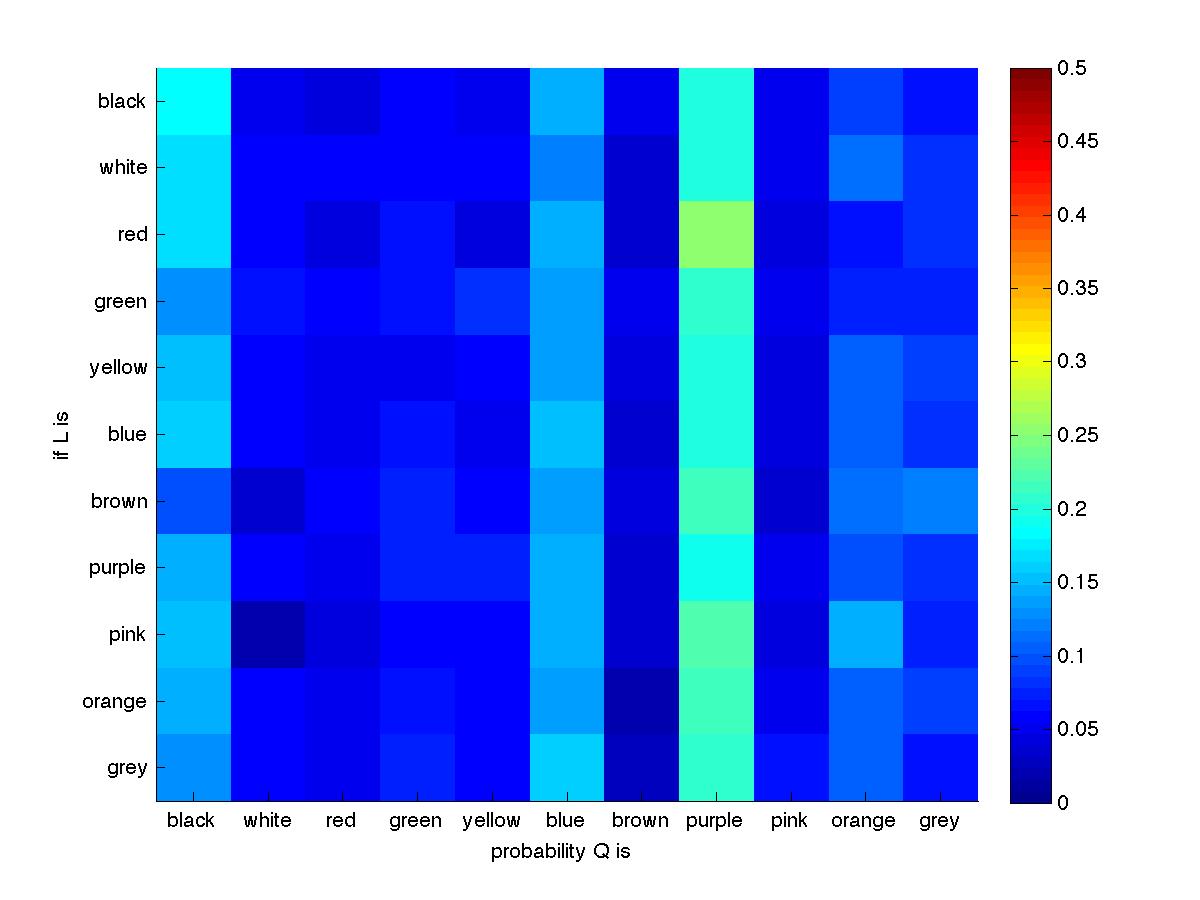 black
white
red
green
yellow
blue
brown
purple
pink
orange
grey
if L is
black white red green yellow blue brown purple pink orange grey
probability Q is
0.5
0.45
0.4
0.35
0.3
0.25
0.2
0.15
0.1
0.05
0